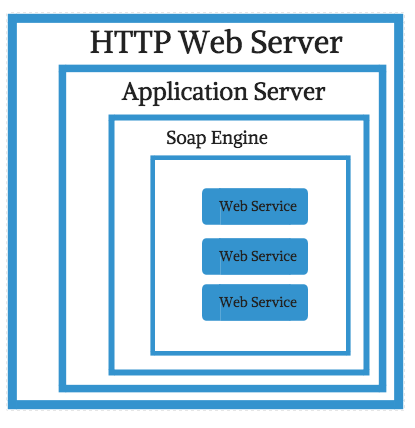 HTTP Web Server
Application Server
Soap Engine
Web Service
Web Service
Web Service